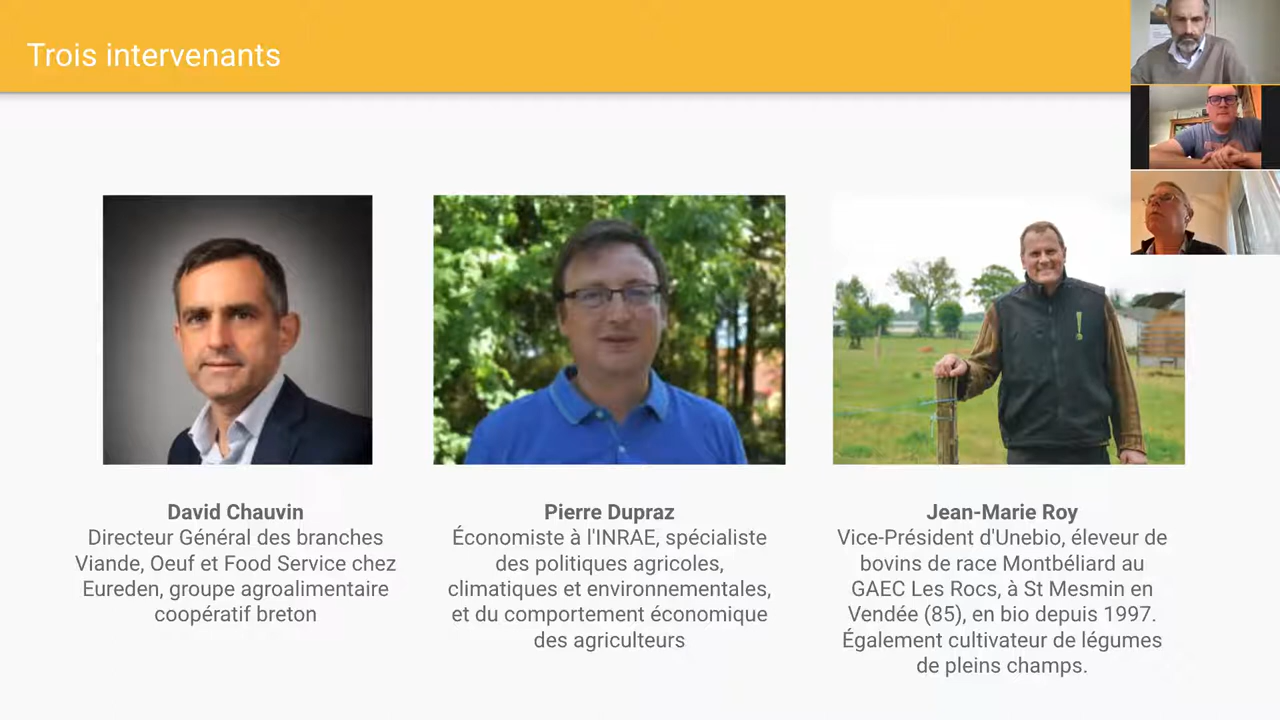 Trois intervenants
David Chauvin
Directeur Général des branches
Viande, Oeuf et Food Service chez
Eureden, groupe agroalimentaire
coopératif breton
Pierre Dupraz
Économiste à l'INRAE, spécialiste
des politiques agricoles,
climatiques et environnementales,
et du comportement économique
des agriculteurs
Jean-Marie Roy
Vice-Président d'Unebio, éleveur de
bovins de race Montbéliard au
GAEC Les Rocs, à St Mesmin en
Vendée (85), en bio depuis 1997.
Également cultivateur de légumes
de pleins champs.